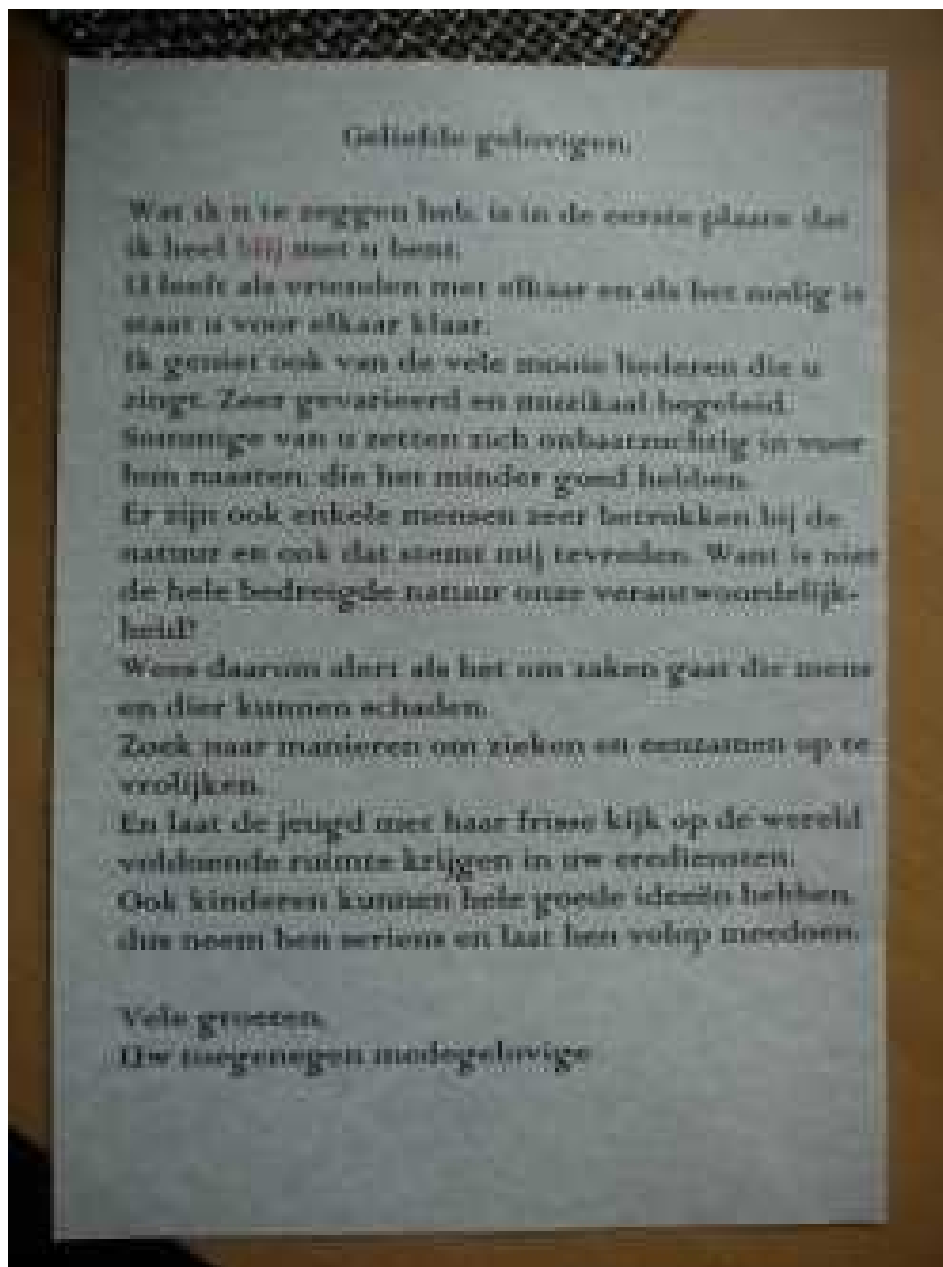 Geliefde gelovigen,
Wat ik u te zeggen heb, is in de eerste plaats dat
ik heel blij met u bent.
U leeft als vrienden met elkaar en als het nodig is
staat u voor elkaar klaar.
Ik geniet ook van de vele mooie liederen die u
zingt. Zeer gevarieerd en muzikaal begeleid.
Sommige van u zetten zich onbaatzuchtig in voor
hun naasten, die het minder goed hebben.
Er zijn ook enkele mensen zeer betrokken bij de
natuur en ook dat stemt mij tevreden. Want is niet
de hele bedreigde natuur onze verantwoordelijk-
heid?
Wees daarom alert als het om zaken gaat die mens
en dier kunnen schaden.
Zoek naar manieren om zieken en eenzamen op te
vrolijken.
En laat de jeugd met haar frisse kijk op de wereld
voldoende ruimte krijgen in uw erediensten.
Ook kinderen kunnen hele goede ideeën hebben,
dus neem hen serieus en laat hen volop meedoen.
Vele groeten,
Uw toegenegen medegelovige